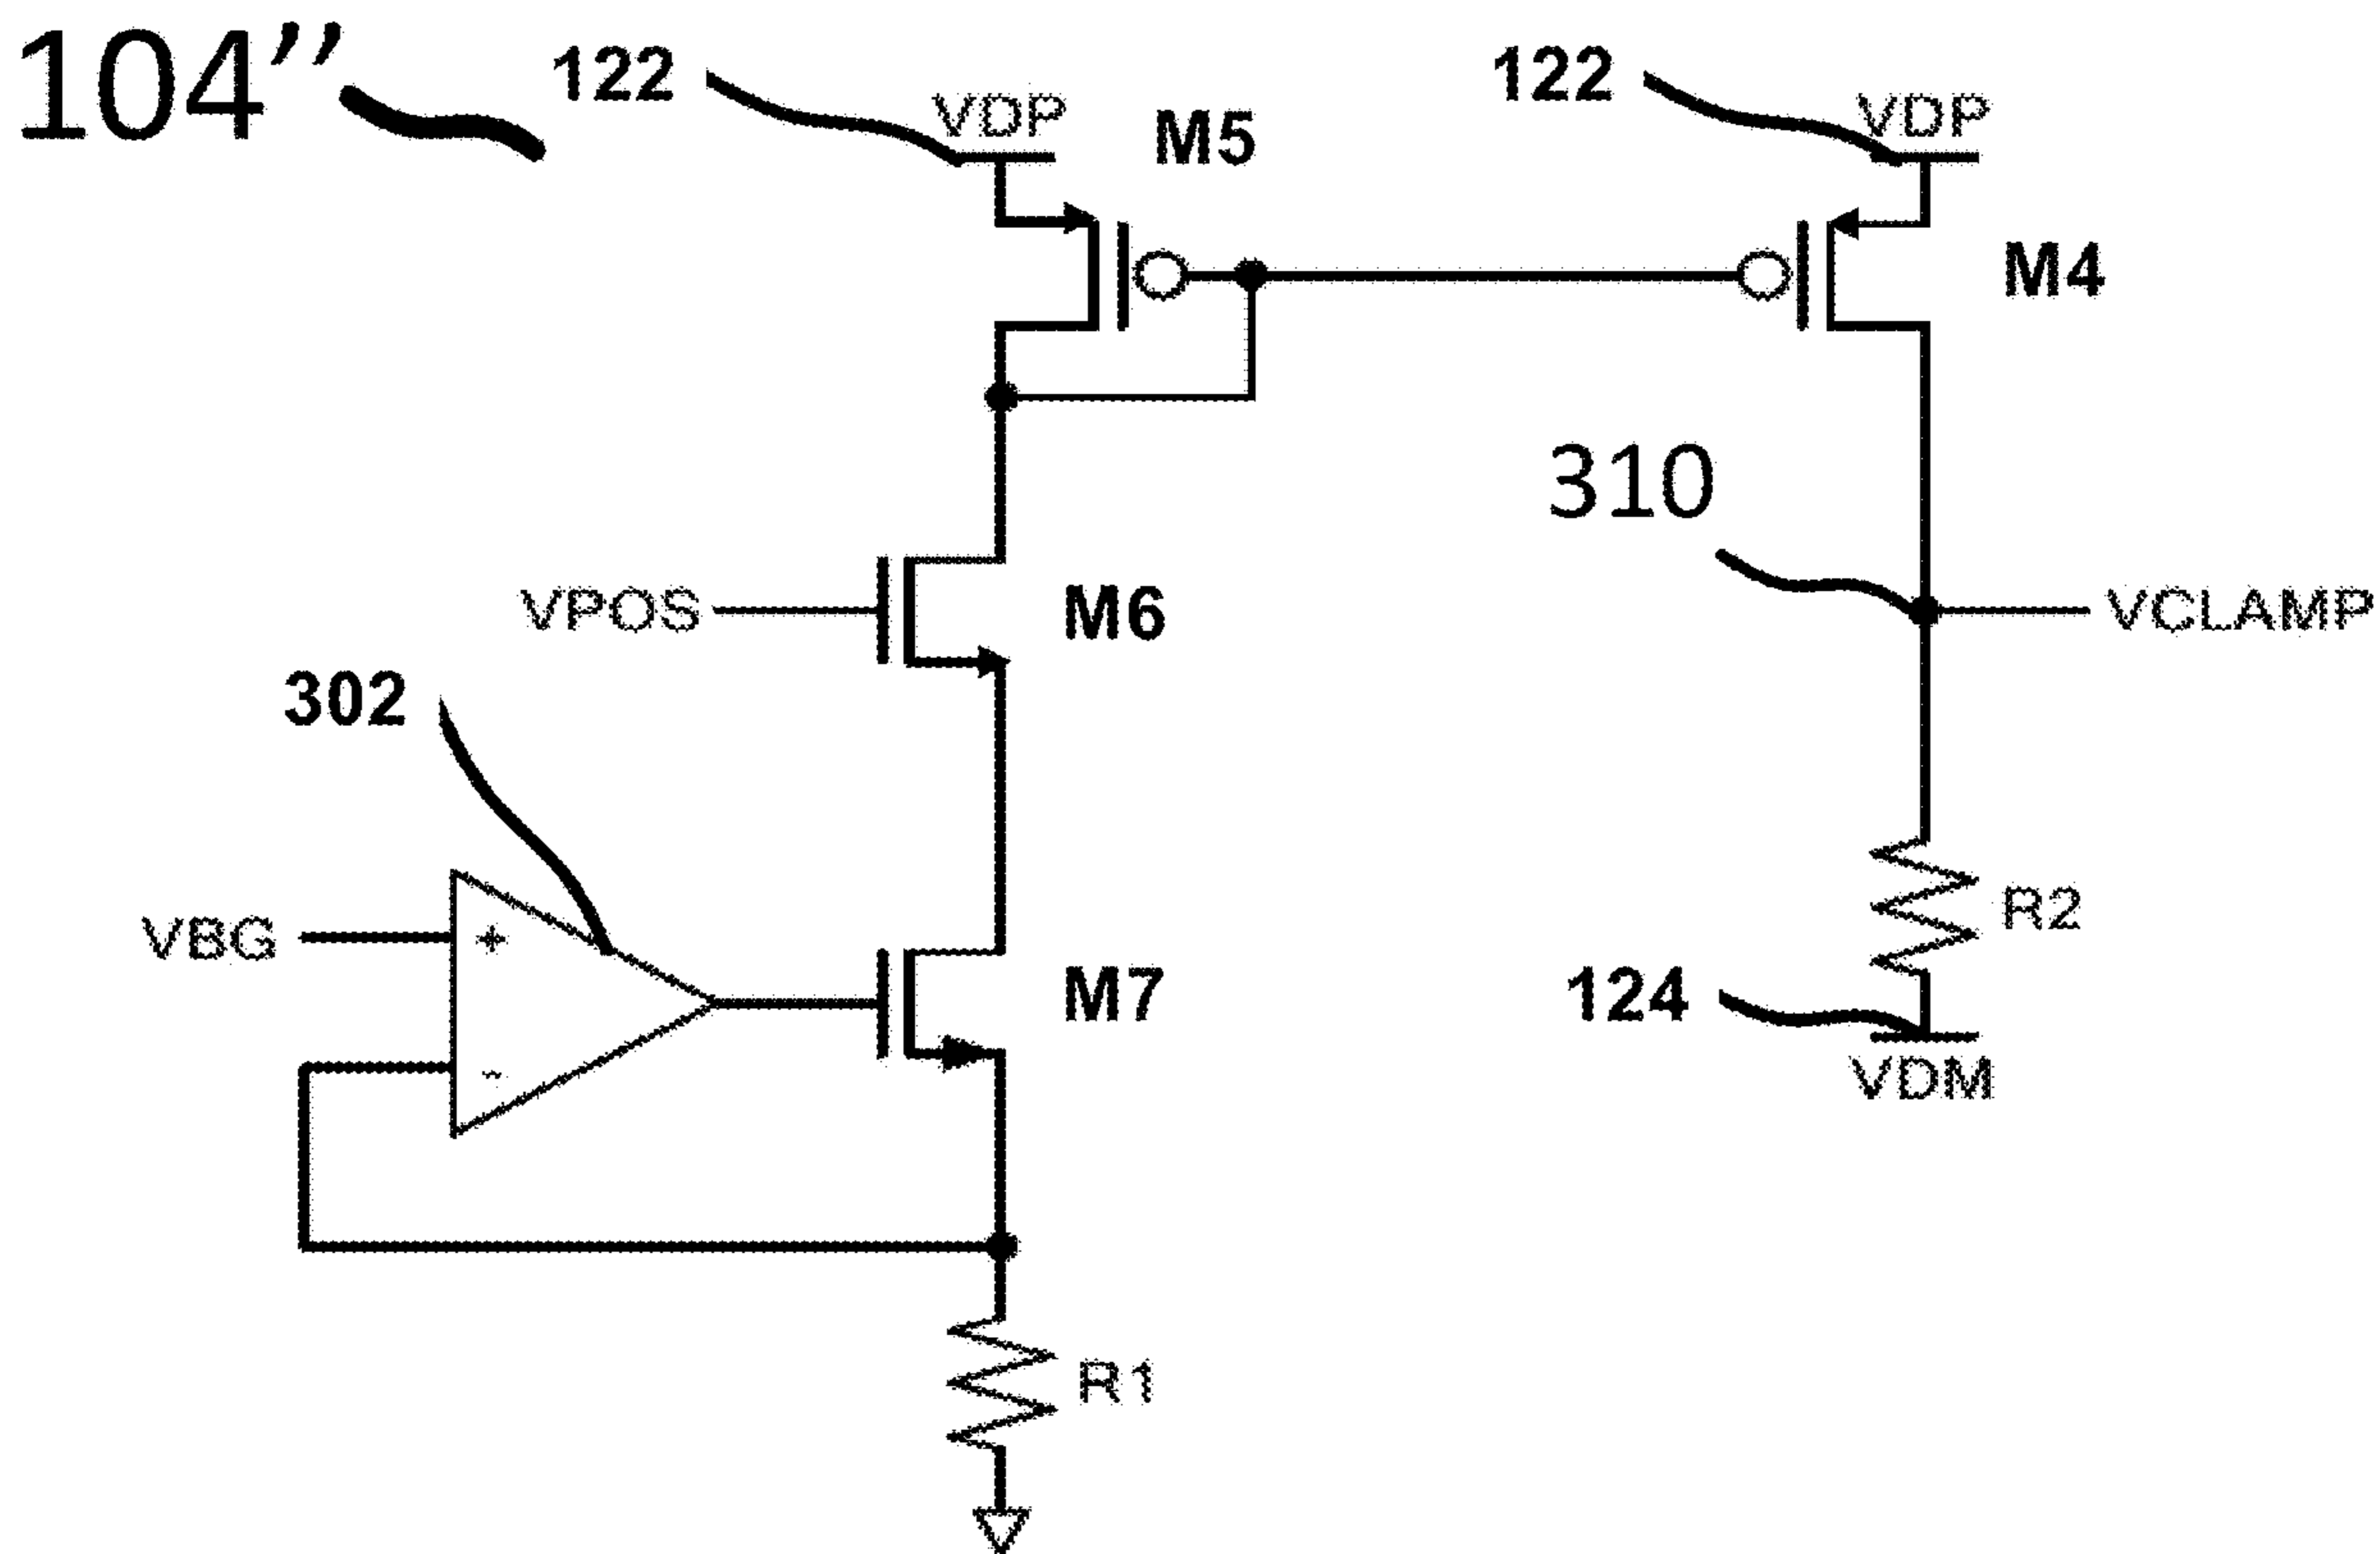 104”
122
VDP
M5
122
VDP
M4
310
VPOS
M6
VCLAMP
302
VBG
+
-
M7
R2
124
VDM
R1